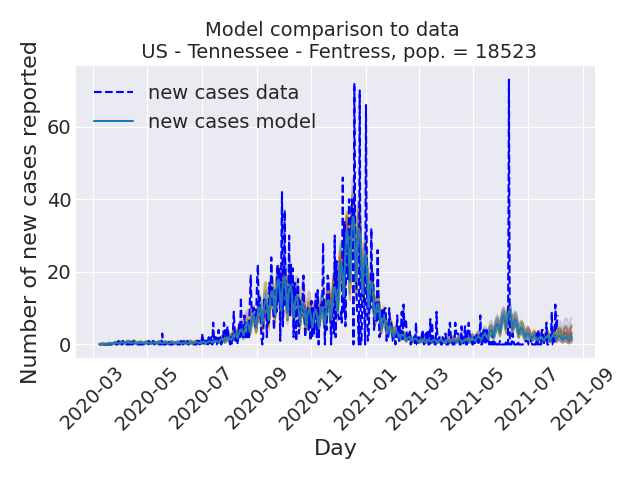 Model comparison to data
US - Tennessee - Fentress, pop. = 18523
Number of new cases reported
new cases data
new cases model
60
40
20
0
2020-03
2020-05
2020-07
2020-09
2020-11
2021-01
2021-03
2021-05
2021-07
2021-09
Day